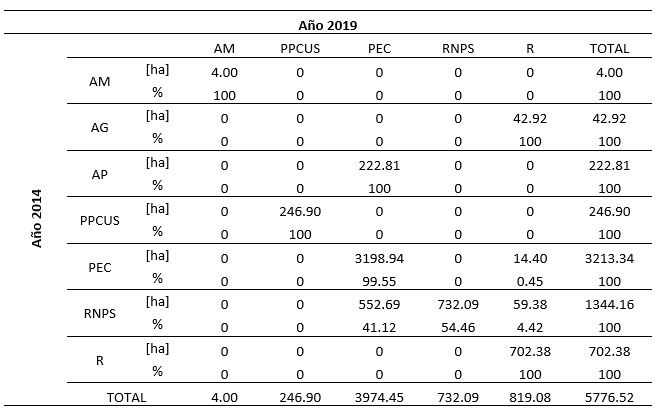 Año 2019
AM PPCUS PEC RNPS R TOTAL
Año 2014
AM [ha] 4.00 0 0 0 0 4.00
% 100 0 0 0 0 100
AG [ha] 0 0 0 0 42.92 42.92
% 0 0 0 0 100 100
AP [ha] 0 0 222.81 0 0 222.81
% 0 0 100 0 0 100
PPCUS [ha] 0 246.90 0 0 0 246.90
% 0 100 0 0 0 100
PEC [ha] 0 0 3198.94 0 14.40 3213.34
% 0 0 99.55 0 0.45 100
RNPS [ha] 0 0 552.69 732.09 59.38 1344.16
% 0 0 41.12 54.46 4.42 100
R [ha] 0 0 0 0 702.38 702.38
% 0 0 0 0 100 100
TOTAL 4.00 246.90 3974.45 732.09 819.08 5776.52